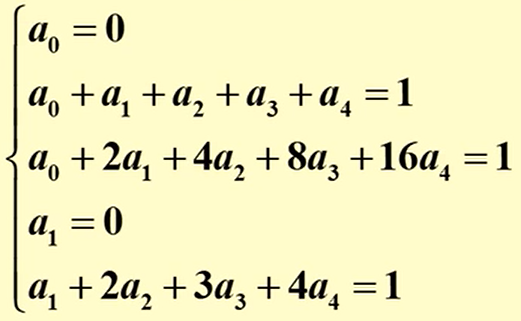 a₀ = 0
a₀ + a₁ + a₂ + a₃ + a₄ = 1
a₀ + 2a₁ + 4a₂ + 8a₃ + 16a₄ = 1
a₁ = 0
a₁ + 2a₂ + 3a₃ + 4a₄ = 1